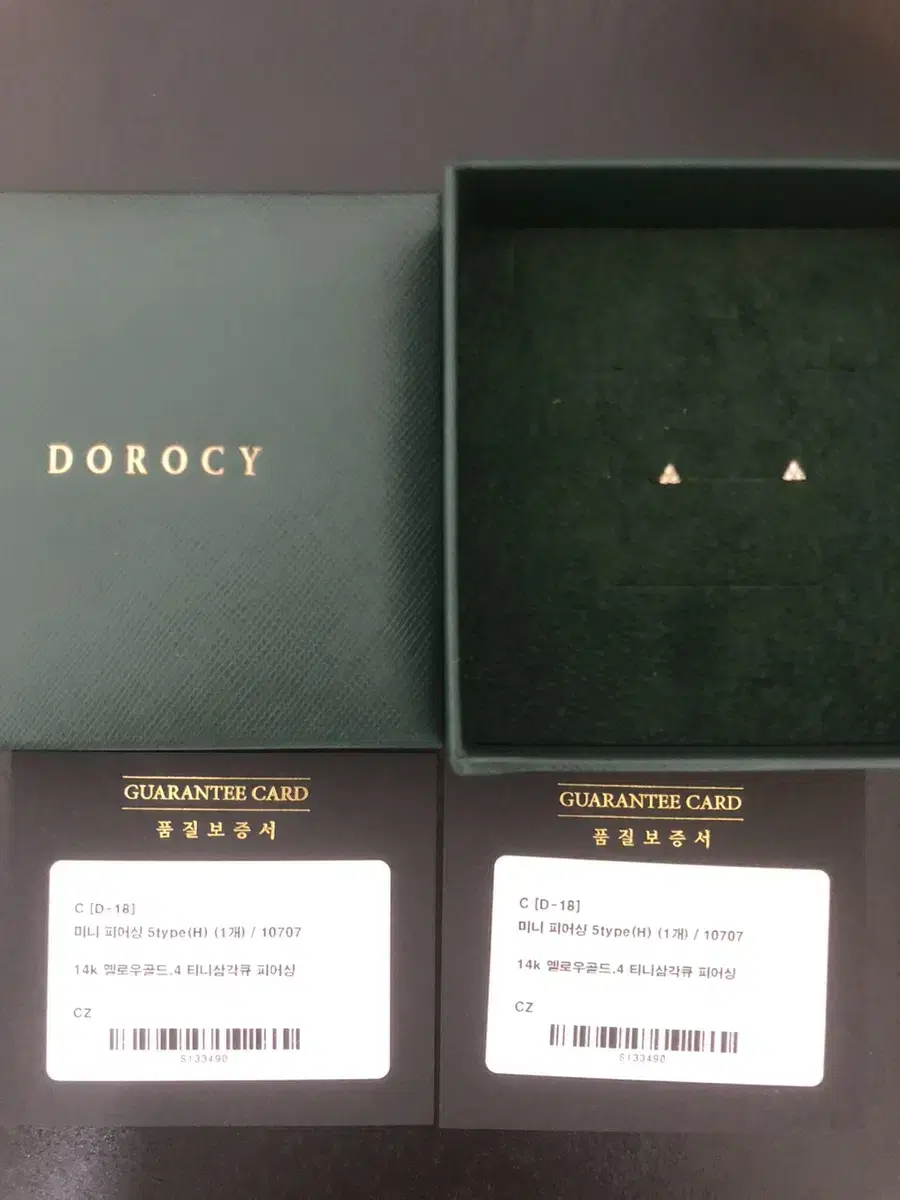 DOROCY
GUARANTEE CARD
품질보증서
C [D-18]
미니 피어싱 5type(H) (1개) / 10707
14k 옐로우골드.4 티니삼각큐 피어싱
CZ
S133490
GUARANTEE CARD
품질보증서
C [D-18]
미니 피어싱 5type(H) (1개) / 10707
14k 옐로우골드.4 티니삼각큐 피어싱
CZ
S133490